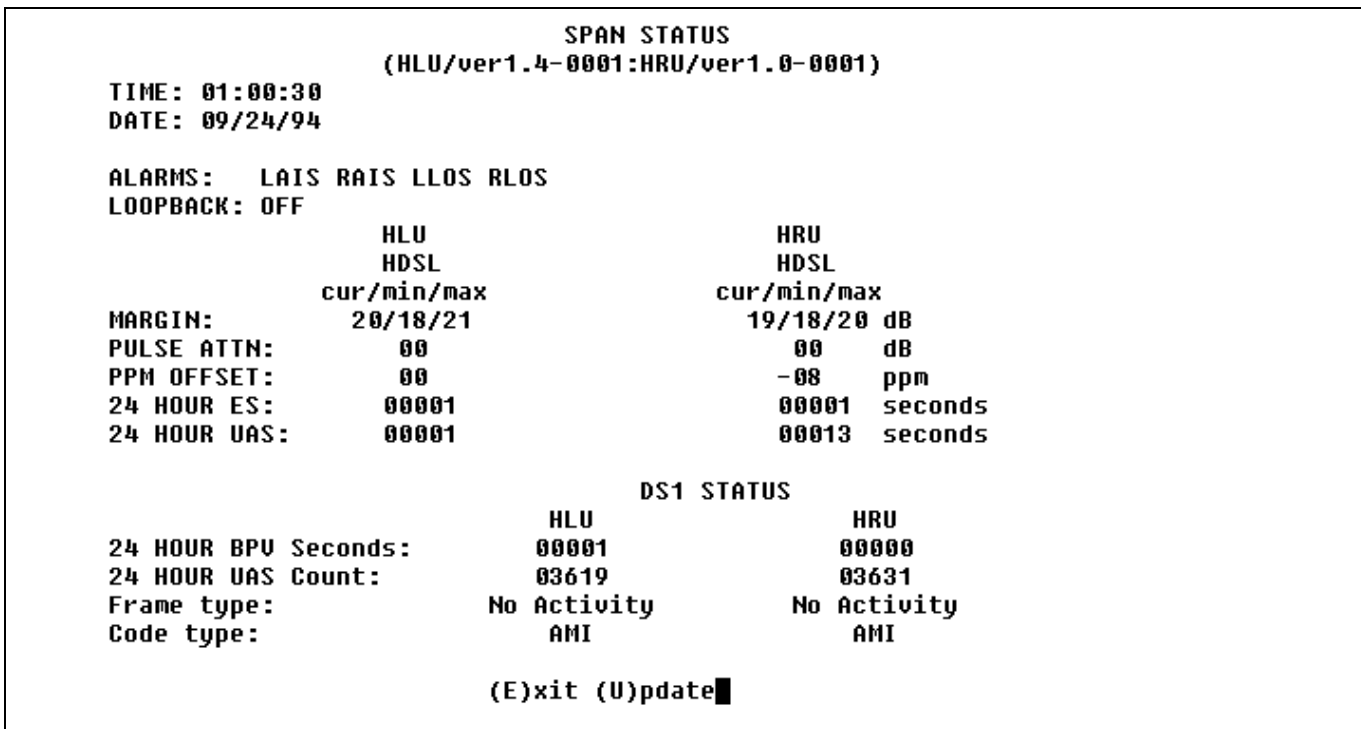 SPAN STATUS
(HLU/ver1.4-0001:HRU/ver1.0-0001)
TIME: 01:00:30
DATE: 09/24/94
ALARMS: LAIS RAIS LLOS RLOS
LOOPBACK: OFF
HLU HRU
HDSL HDSL
cur/min/max cur/min/max
MARGIN: 20/18/21 19/18/20 dB
PULSE ATTN: 00 00 dB
PPM OFFSET: 00 -08 ppm
24 HOUR ES: 00001 00001 seconds
24 HOUR UAS: 00001 00013 seconds
DS1 STATUS
HLU HRU
24 HOUR BPV Seconds: 00001 00000
24 HOUR UAS Count: 03619 03631
Frame type: No Activity No Activity
Code type: AMI AMI
(E)xit (U)pdate